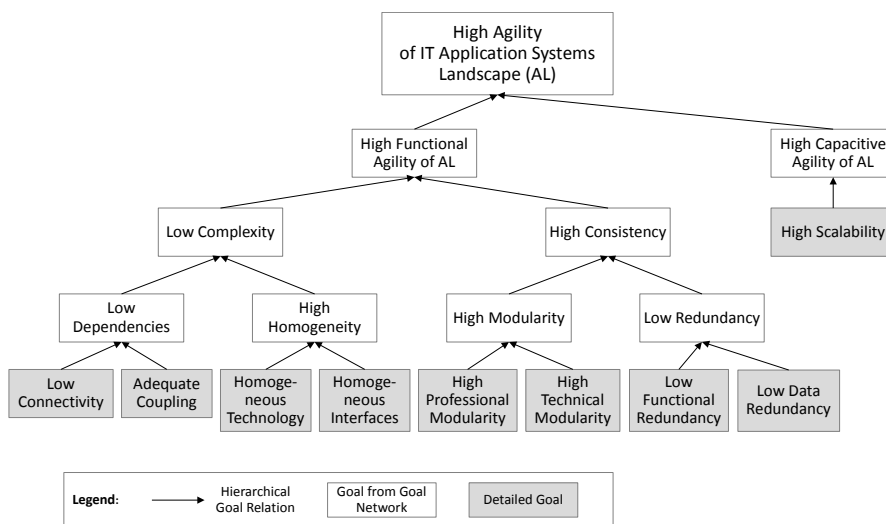 High Agility
of IT Application Systems
Landscape (AL)
High Functional
Agility of AL
High Capacitive
Agility of AL
Low Complexity
High Consistency
High Scalability
Low
Dependencies
High
Homogeneity
High Modularity
Low Redundancy
Low
Connectivity
Adequate
Coupling
Homoge-
neous
Technology
Homoge-
neous
Interfaces
High
Professional
Modularity
High
Technical
Modularity
Low
Functional
Redundancy
Low Data
Redundancy
Legend:
Hierarchical
Goal Relation
Goal from Goal
Network
Detailed Goal